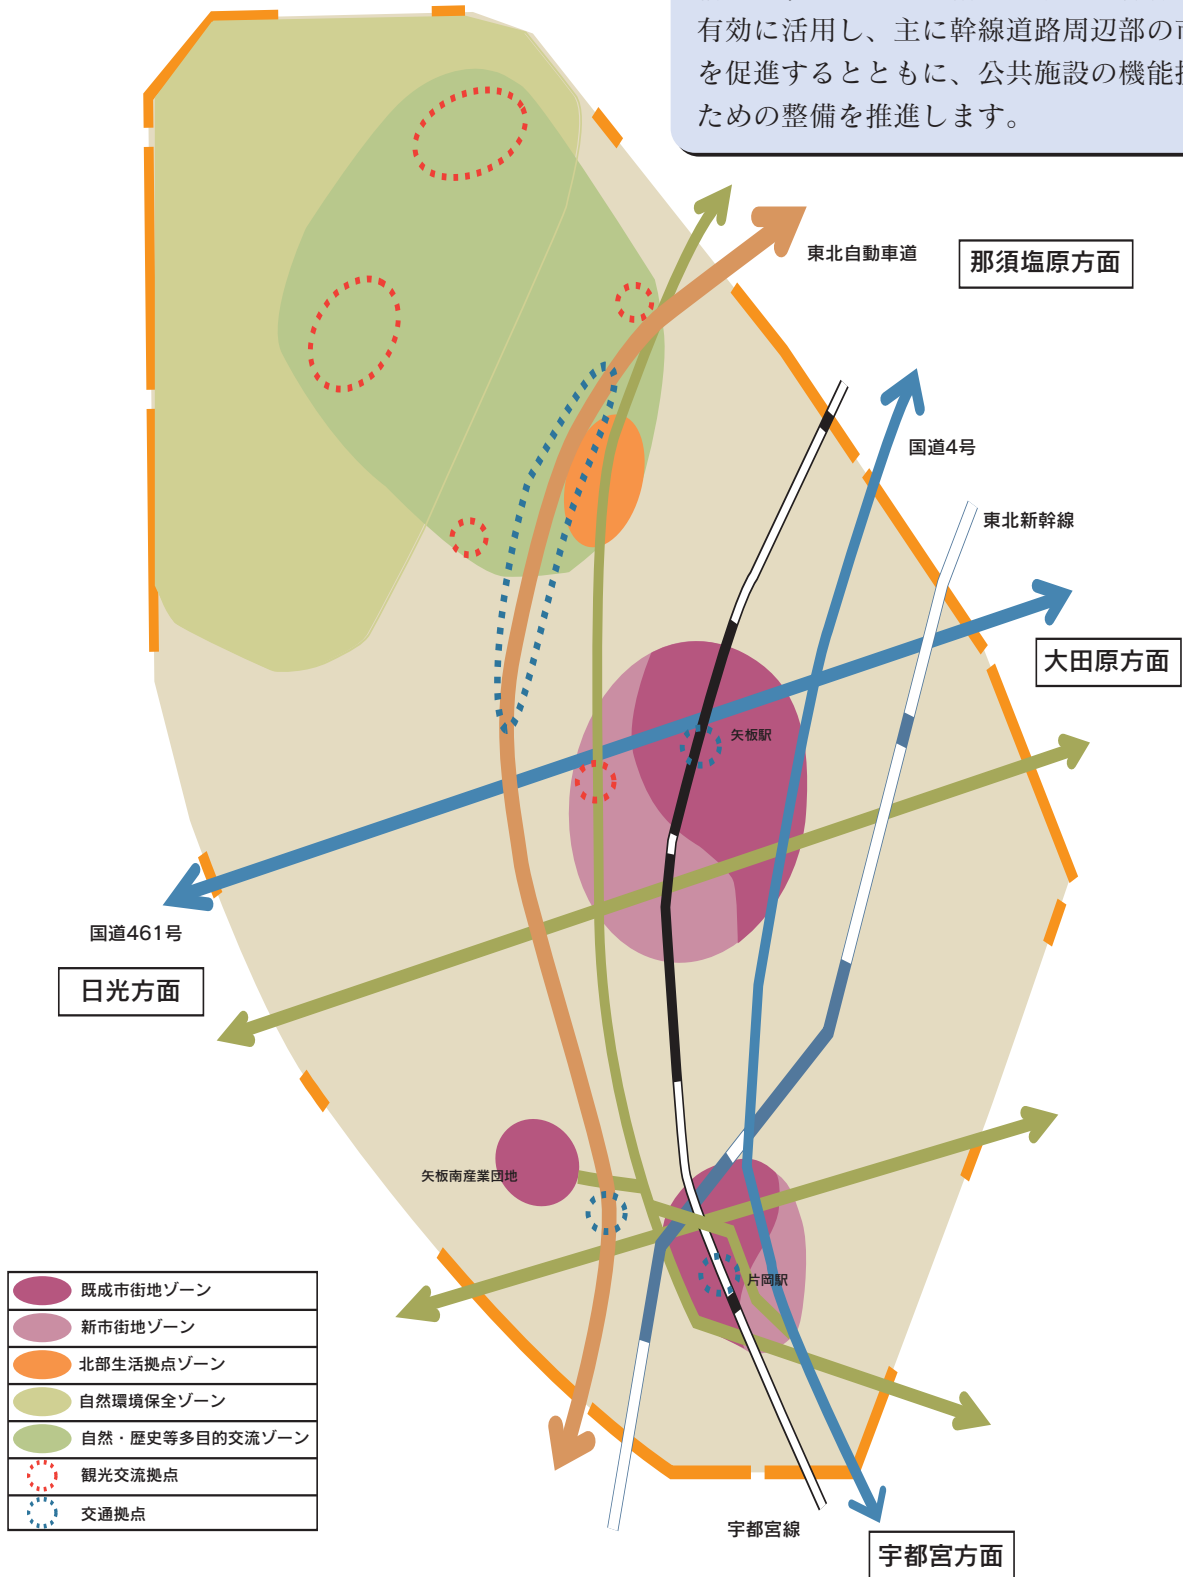 有効に活用し、主に幹線道路周辺部の
を促進するとともに、公共施設の機能
ための整備を推進します。
東北自動車道
那須塩原方面
国道4号
東北新幹線
大田原方面
矢板駅
国道461号
日光方面
矢板南産業団地
片岡駅
既成市街地ゾーン
新市街地ゾーン
北部生活拠点ゾーン
自然環境保全ゾーン
自然・歴史等多目的交流ゾーン
観光交流拠点
交通拠点
宇都宮線
宇都宮方面